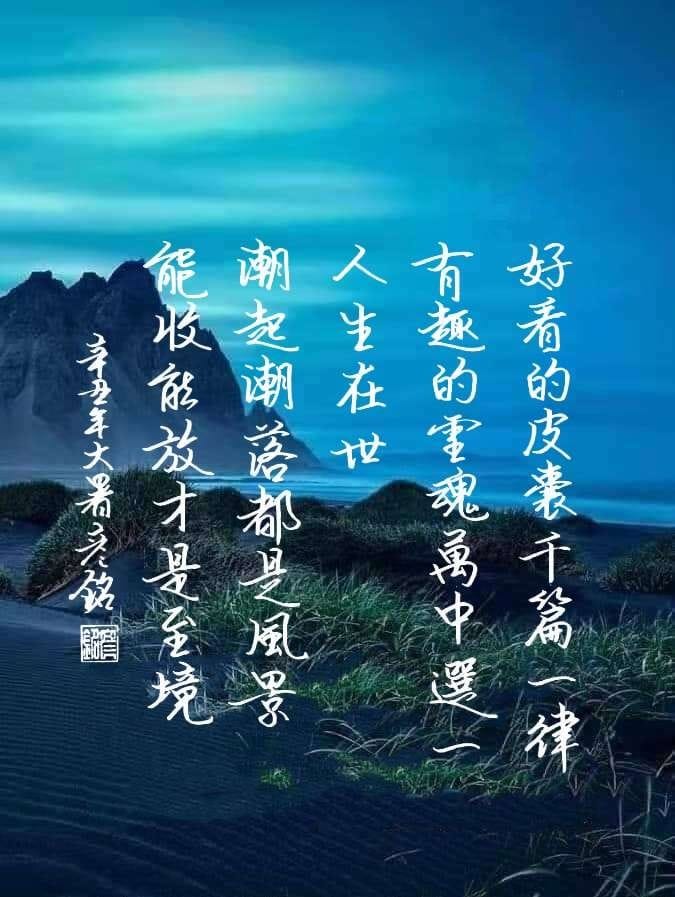 好看的皮囊千篇一律
有趣的靈魂萬中選一
人生在世
潮起潮落都是風景
能收能放才是至境
辛丑年大暑彥銘